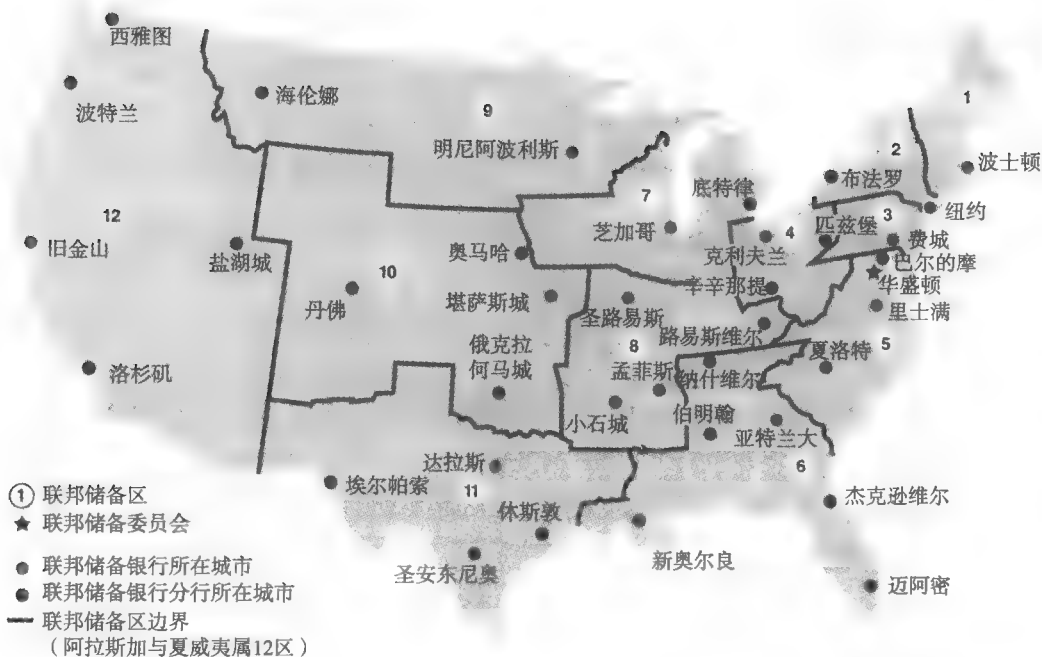 西雅图
波特兰
海伦娜
9
明尼阿波利斯
1
2
波士顿
布法罗
7
底特律
3
纽约
12
芝加哥
4
匹兹堡
费城
旧金山
盐湖城
奥马哈
克利夫兰
巴尔的摩
10
辛辛那提
华盛顿
丹佛
堪萨斯城
圣路易斯
里士满
路易斯维尔
俄克拉
何马城
8
夏洛特
5
洛杉矶
孟菲斯
纳什维尔
小石城
伯明翰
亚特兰大
达拉斯
6
埃尔帕索
11
杰克逊维尔
休斯敦
圣安东尼奥
新奥尔良
迈阿密
1 联邦储备区
联邦储备委员会
联邦储备银行所在城市
联邦储备银行分行所在城市
联邦储备区边界
（阿拉斯加与夏威夷属12区）